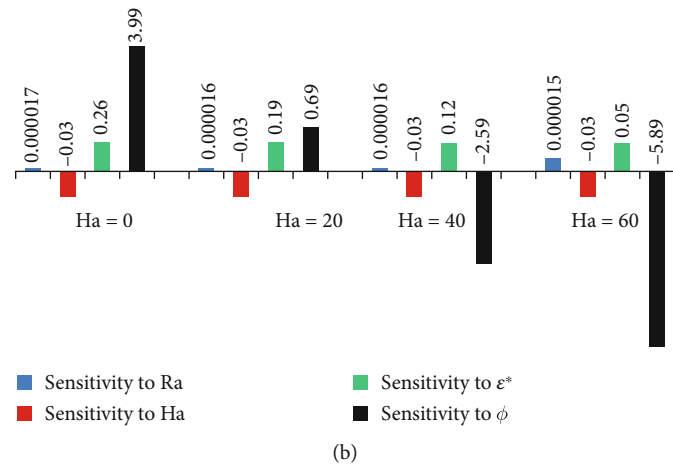 0.000017
−0.03
0.26
3.99
0.000016
−0.03
0.19
0.69
0.000016
−0.03
0.12
−2.59
0.000015
−0.03
0.05
−5.89
Ha = 0
Ha = 20
Ha = 40
Ha = 60
Sensitivity to Ra
Sensitivity to Ha
Sensitivity to ε*
Sensitivity to ϕ
(b)